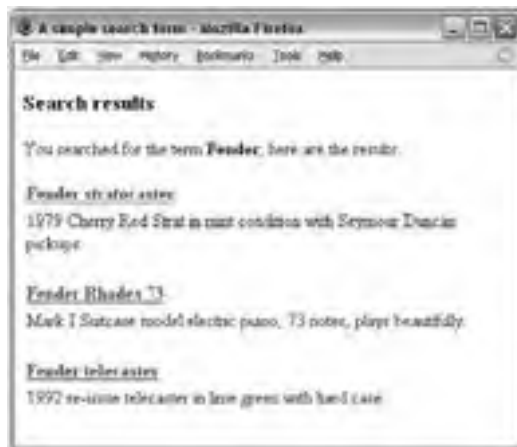 A simple search form - Mozilla Firefox
File Edit View History Bookmarks Tools Help
Search results
You searched for the term Fender, here are the results:
Fender stratocaster
1979 Cherry Red Strat in mint condition with Seymour Duncan
pickups
Fender Rhodes 73
Mark I Suitcase model electric piano, 73 notes, plays beautifully.
Fender telecaster
1992 re-issue telecaster in lime green with hard case